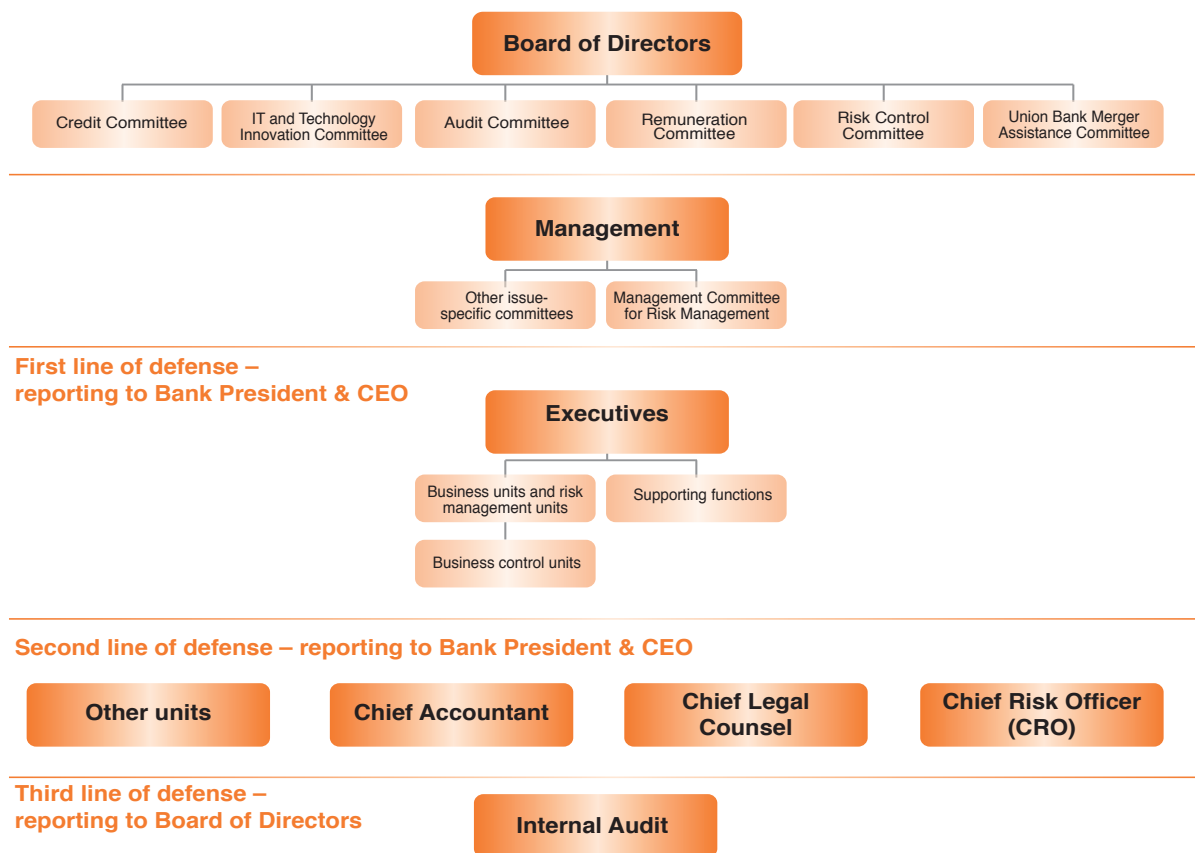 Board of Directors
Credit Committee
IT and Technology
Innovation Committee
Audit Committee
Remuneration
Committee
Risk Control
Committee
Union Bank Merger
Assistance Committee
Management
Other issue-
specific committees
Management Committee
for Risk Management
First line of defense –
reporting to Bank President & CEO
Executives
Business units and risk
management units
Supporting functions
Business control units
Second line of defense – reporting to Bank President & CEO
Other units
Chief Accountant
Chief Legal
Counsel
Chief Risk Officer
(CRO)
Third line of defense –
reporting to Board of Directors
Internal Audit